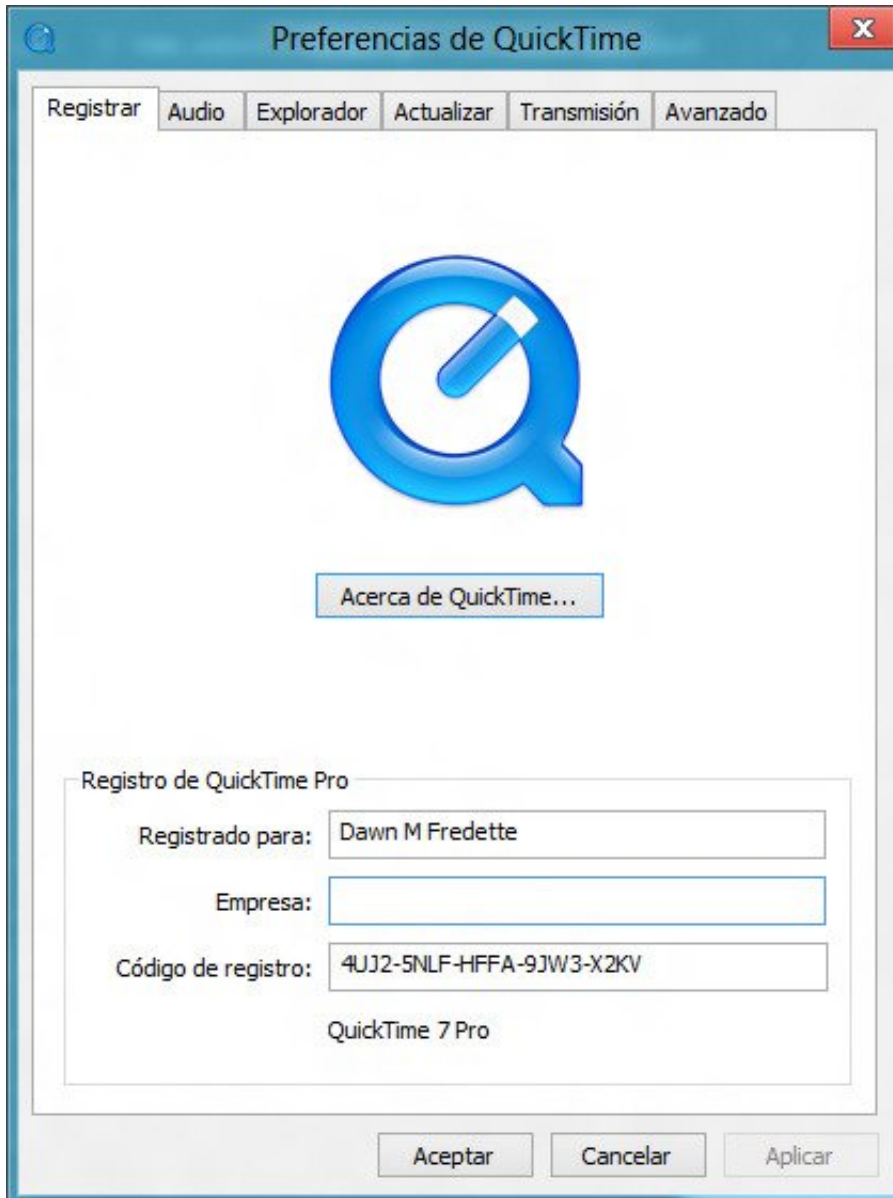 Preferencias de QuickTime
Registrar Audio Explorador Actualizar Transmisión Avanzado
Acerca de QuickTime...
Registro de QuickTime Pro
Registrado para: Dawn M Fredette
Empresa:
Código de registro: 4UJ2-5NLF-HFFA-9JW3-X2KV
QuickTime 7 Pro
Aceptar Cancelar Aplicar